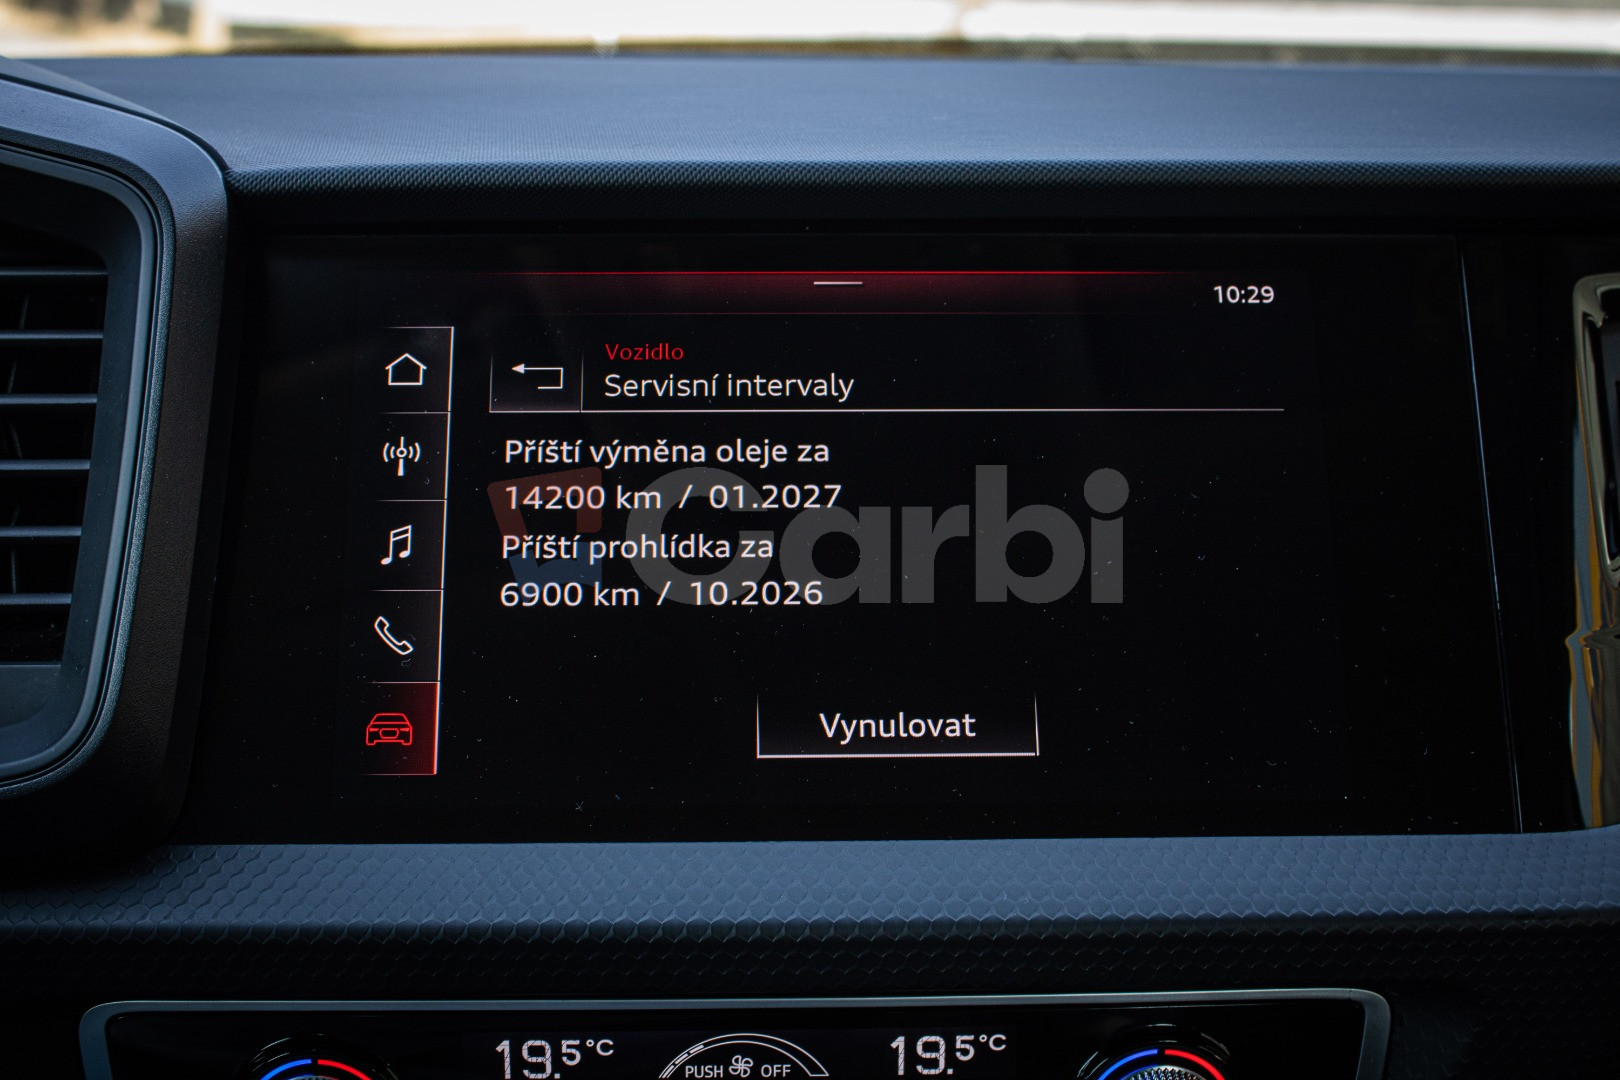 10:29
Vozidlo
Servisní intervaly
Příští výměna oleje za
14200 km / 01.2027
Příští prohlídka za
6900 km / 10.2026
Carbi
Vynulovat
19.5°C
PUSH OFF
19.5°C